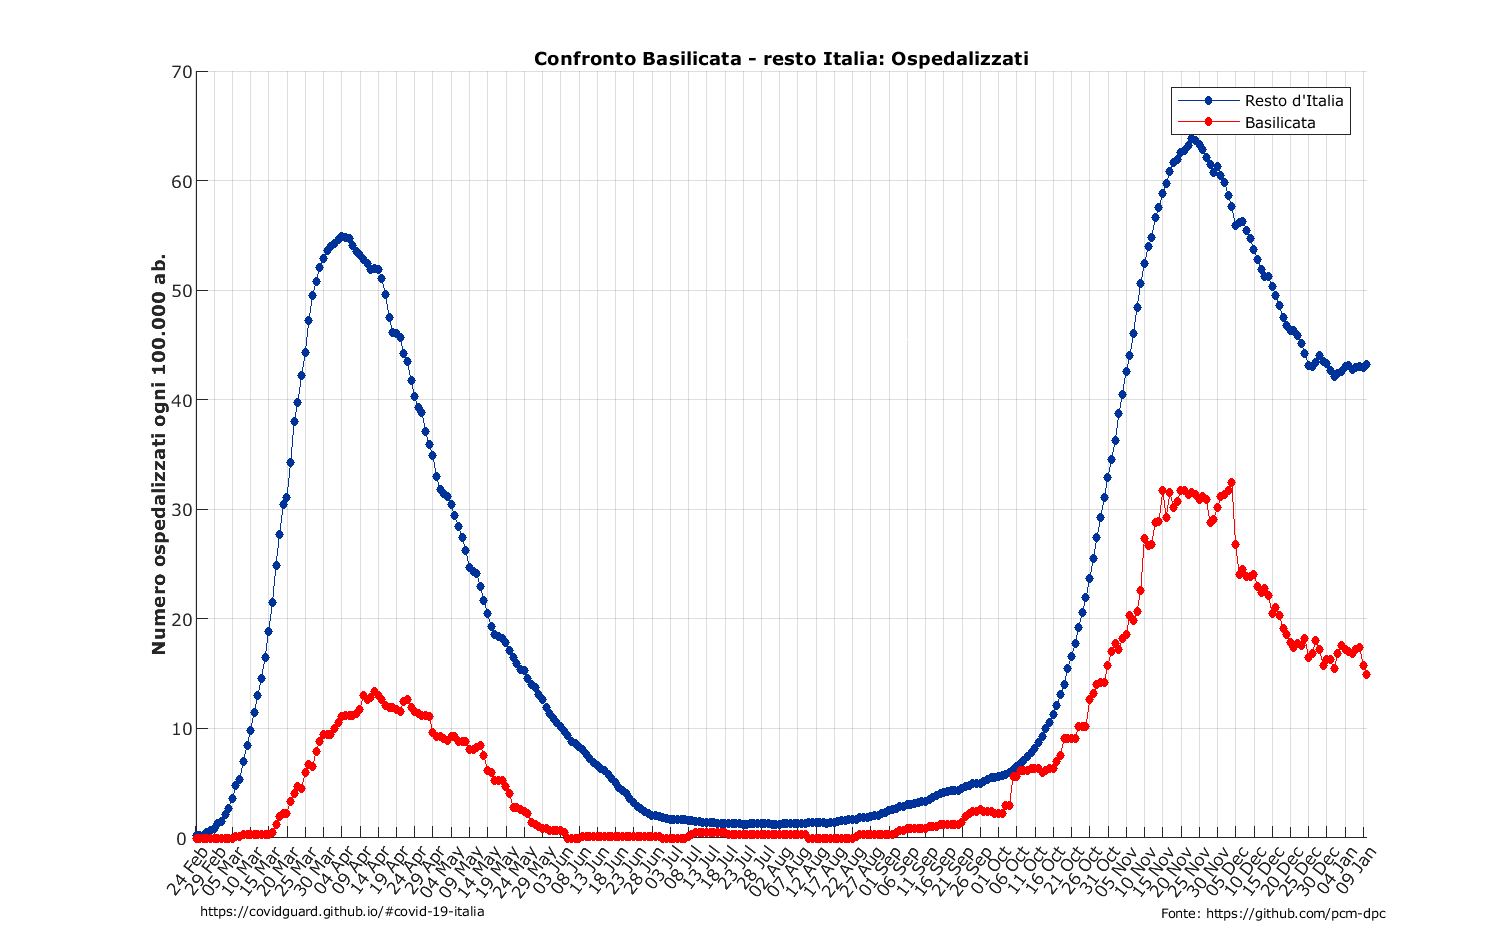 Confronto Basilicata - resto Italia: Ospedalizzati
Resto d'Italia
Basilicata
Numero ospedalizzati ogni 100.000 ab.
70
60
50
40
30
20
10
0
24 Feb
29 Feb
05 Mar
10 Mar
15 Mar
20 Mar
25 Mar
30 Mar
04 Apr
09 Apr
14 Apr
19 Apr
24 Apr
29 Apr
04 May
09 May
14 May
19 May
24 May
29 May
03 Jun
08 Jun
13 Jun
18 Jun
23 Jun
28 Jun
03 Jul
08 Jul
13 Jul
18 Jul
23 Jul
28 Jul
02 Aug
07 Aug
12 Aug
17 Aug
22 Aug
27 Aug
01 Sep
06 Sep
11 Sep
16 Sep
21 Sep
26 Sep
01 Oct
06 Oct
11 Oct
16 Oct
21 Oct
26 Oct
31 Oct
05 Nov
10 Nov
15 Nov
20 Nov
25 Nov
30 Nov
05 Dec
10 Dec
15 Dec
20 Dec
25 Dec
30 Dec
04 Jan
09 Jan
https://covidguard.github.io/#covid-19-italia
Fonte: https://github.com/pcm-dpc